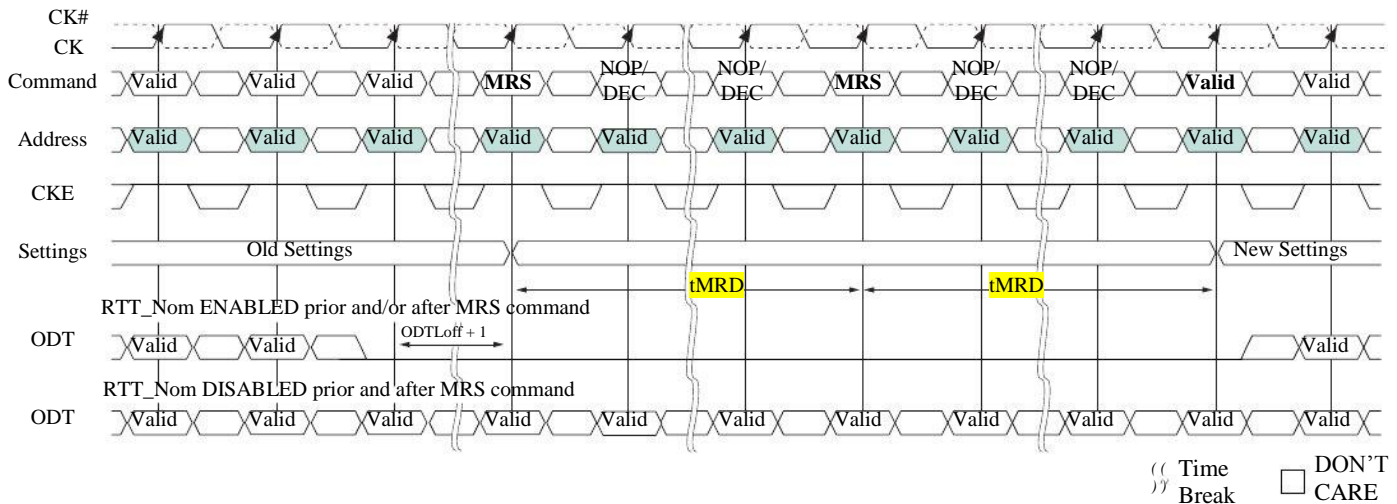 CK#
CK
Command Valid Valid Valid MRS NOP/ DEC NOP/ DEC MRS NOP/ DEC NOP/ DEC Valid Valid
Address Valid Valid Valid Valid Valid Valid Valid Valid Valid Valid Valid
CKE
Settings Old Settings New Settings
tMRD tMRD
RTT_Nom ENABLED prior and/or after MRS command
ODTLoff + 1
ODT Valid Valid Valid
RTT_Nom DISABLED prior and after MRS command
ODT Valid Valid Valid Valid Valid Valid Valid Valid Valid Valid Valid
Time Break
DON'T CARE